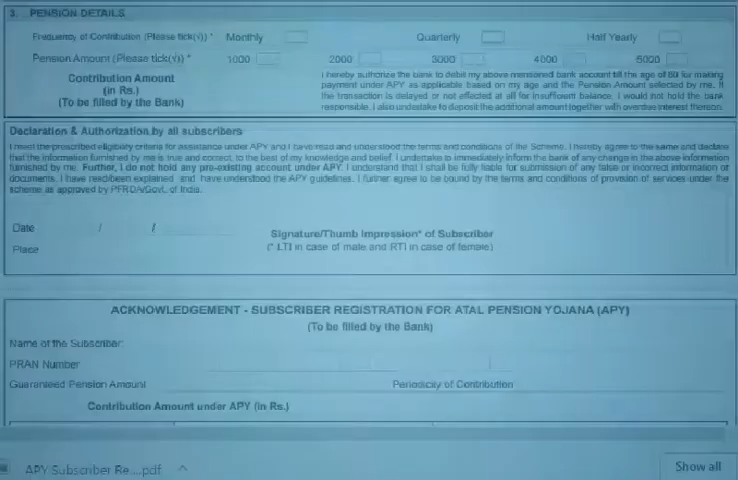 3. PENSION DETAILS
Frequency of Contribution (Please tick(√)) * Monthly Quarterly Half Yearly
Pension Amount (Please tick(√)) * 1000 2000 3000 4000 5000
Contribution Amount
(in Rs.)
(To be filled by the Bank)
I hereby authorize the bank to debit my above mentioned bank account till the age of 60 for making
payment under APY as applicable based on my age and the Pension Amount selected by me. If
the transaction is delayed or not effected at all for insufficient balance, I would not hold the bank
responsible. I also undertake to deposit the additional amount together with overdue interest thereon.
Declaration & Authorization by all subscribers
I meet the prescribed eligibility criteria for assistance under APY and I have read and understood the terms and conditions of the Scheme. I hereby agree to the same and declare
that the information furnished by me is true and correct, to the best of my knowledge and belief. I undertake to immediately inform the bank of any change in the above information
furnished by me. Further, I do not hold any pre-existing account under APY. I understand that I shall be fully liable for submission of any false or incorrect information or
documents. I have read/been explained and have understood the APY guidelines. I further agree to be bound by the terms and conditions of provision of services under the
scheme as approved by PFRDA/Govt. of India.
Date / /
Place
Signature/Thumb Impression* of Subscriber
(* LTI in case of male and RTI in case of female)
ACKNOWLEDGEMENT - SUBSCRIBER REGISTRATION FOR ATAL PENSION YOJANA (APY)
(To be filled by the Bank)
Name of the Subscriber:
PRAN Number
Guaranteed Pension Amount Periodicity of Contribution
Contribution Amount under APY (in Rs.)
APY Subscriber Re....pdf Show all